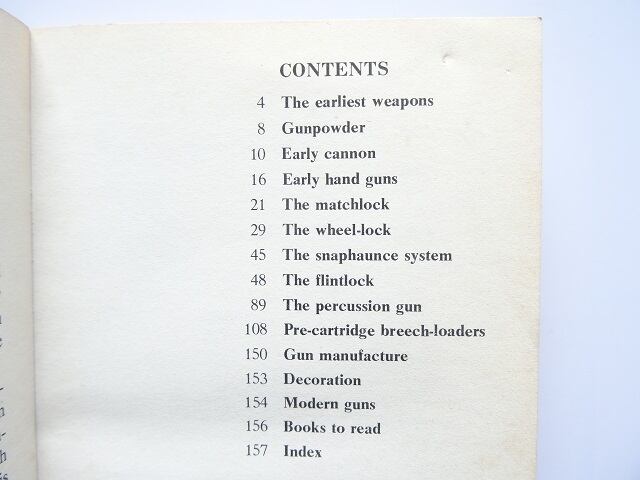 CONTENTS
4 The earliest weapons
8 Gunpowder
10 Early cannon
16 Early hand guns
21 The matchlock
29 The wheel-lock
45 The snaphaunce system
48 The flintlock
89 The percussion gun
108 Pre-cartridge breech-loaders
150 Gun manufacture
153 Decoration
154 Modern guns
156 Books to read
157 Index